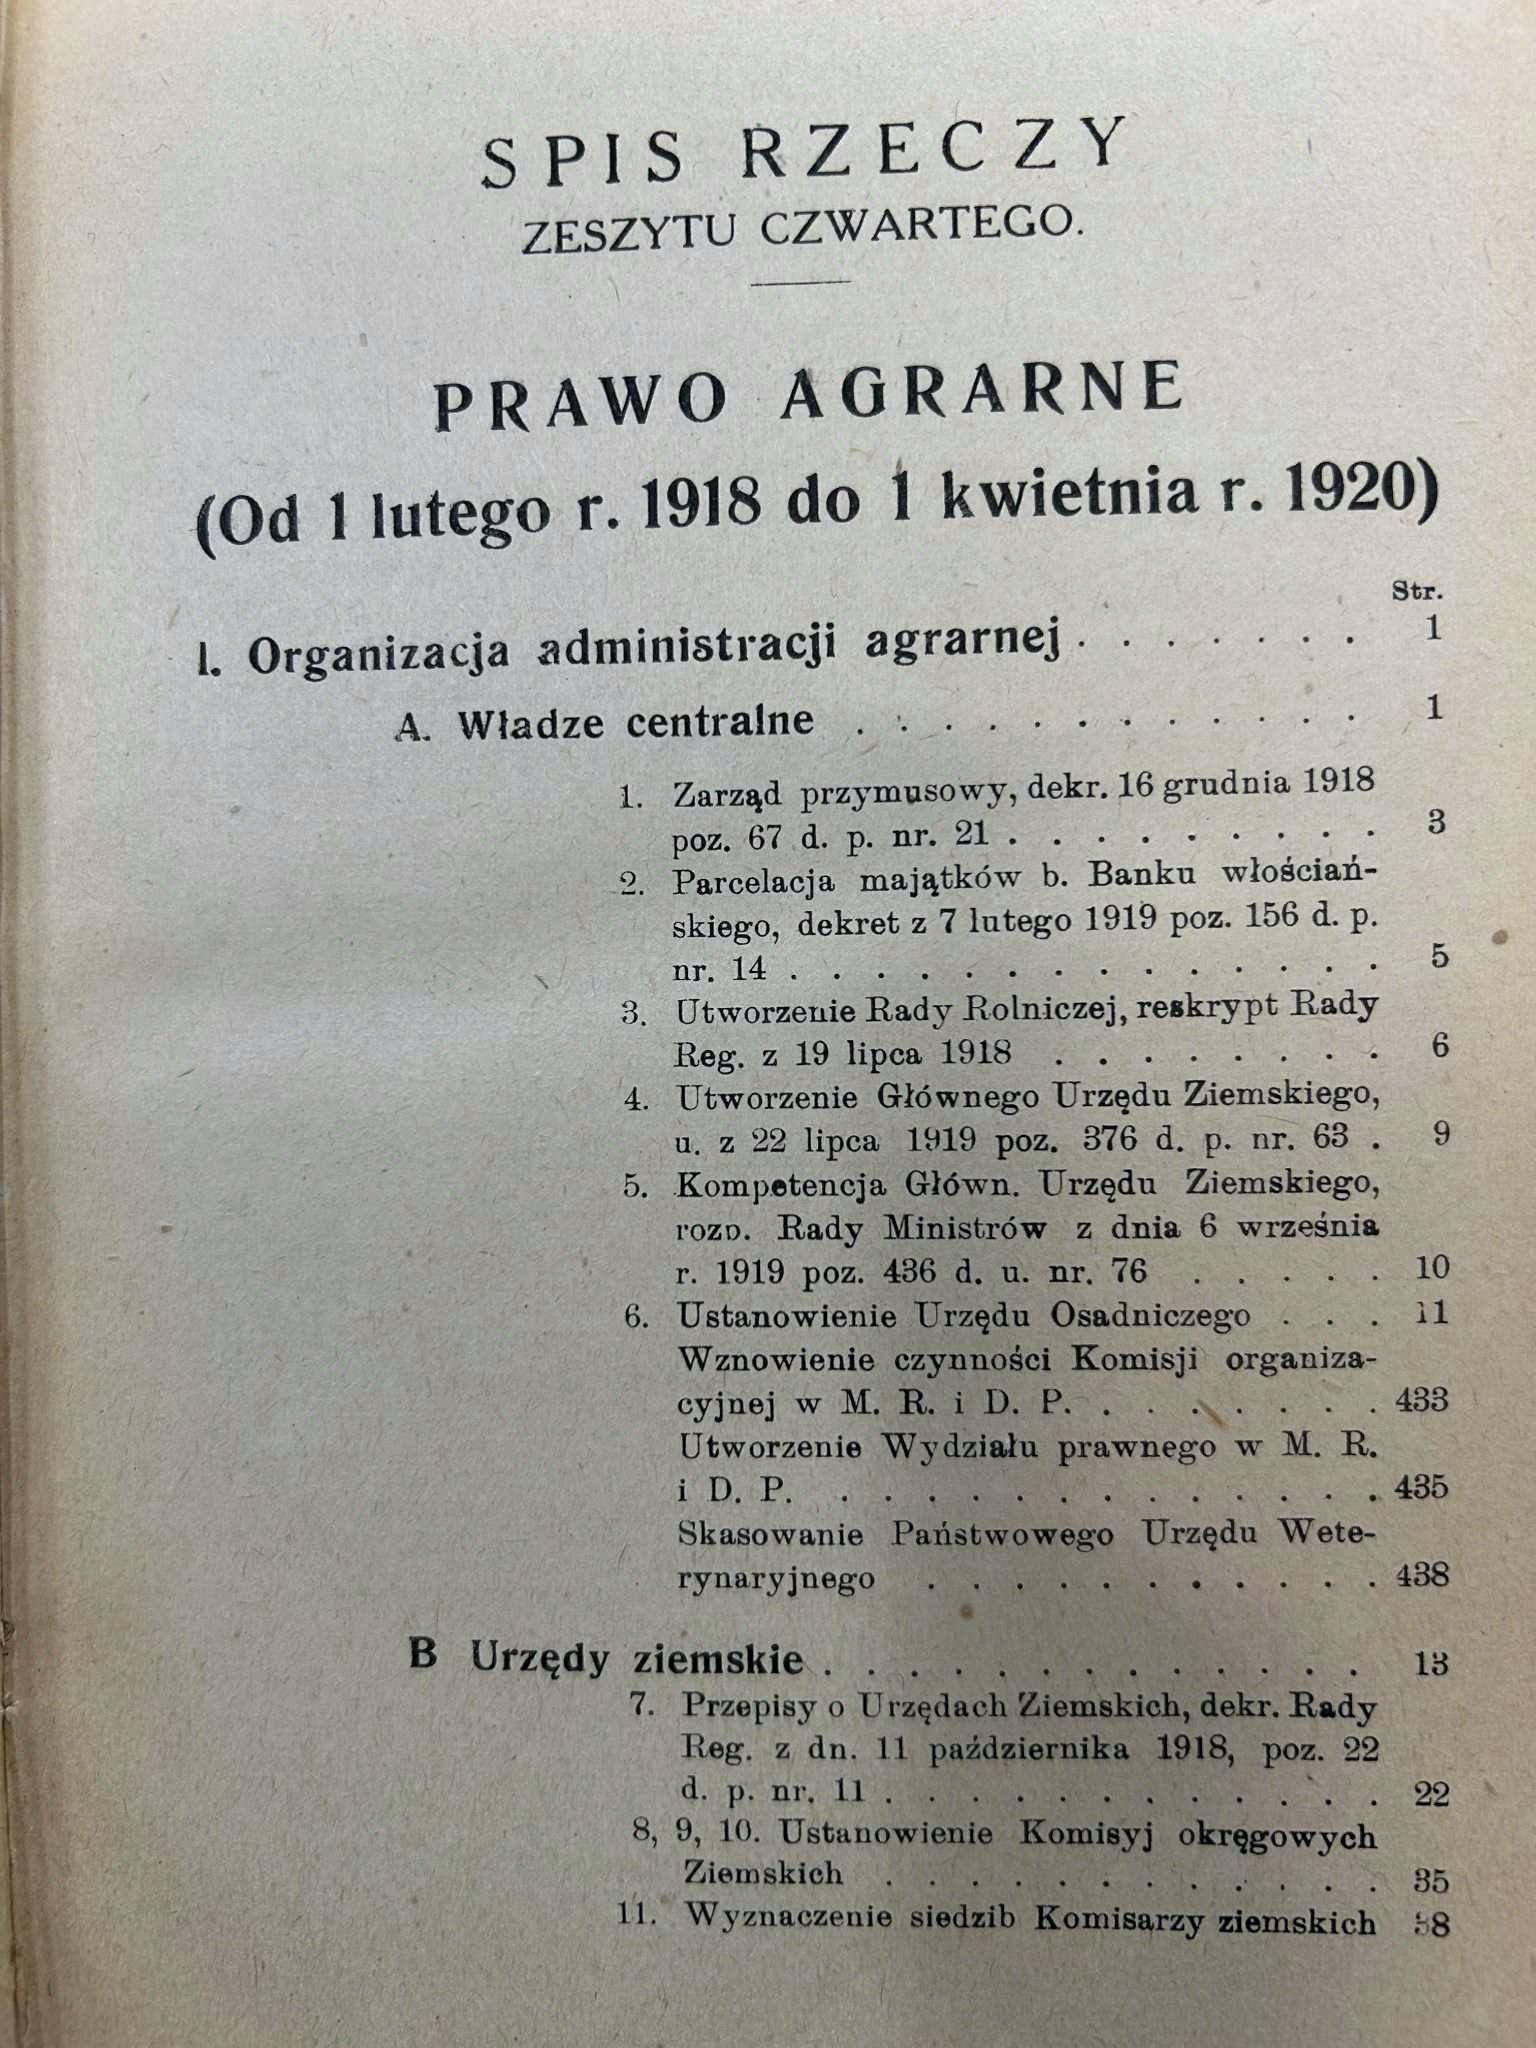 SPIS RZECZY
ZESZYTU CZWARTEGO.
PRAWO AGRARNE
(Od 1 lutego r. 1918 do 1 kwietnia r. 1920)
Str.
I. Organizacja administracji agrarnej . . . . . . . 1
A. Władze centralne . . . . . . . . . . . . 1
1. Zarząd przymusowy, dekr. 16 grudnia 1918
poz. 67 d. p. nr. 21 . . . . . . . . . 3
2. Parcelacja majątków b. Banku włościań-
skiego, dekret z 7 lutego 1919 poz. 156 d. p.
nr. 14 . . . . . . . . . . . . . . 5
3. Utworzenie Rady Rolniczej, reskrypt Rady
Reg. z 19 lipca 1918 . . . . . . . . 6
4. Utworzenie Głównego Urzędu Ziemskiego,
u. z 22 lipca 1919 poz. 376 d. p. nr. 63 . 9
5. Kompetencja Główn. Urzędu Ziemskiego,
rozp. Rady Ministrów z dnia 6 września
r. 1919 poz. 436 d. u. nr. 76 . . . . . 10
6. Ustanowienie Urzędu Osadniczego . . . 11
Wznowienie czynności Komisji organiza-
cyjnej w M. R. i D. P. . . . . . . . 433
Utworzenie Wydziału prawnego w M. R.
i D. P. . . . . . . . . . . . . . 435
Skasowanie Państwowego Urzędu Wete-
rynaryjnego . . . . . . . . . . . 438
B Urzędy ziemskie . . . . . . . . . . . . . 13
7. Przepisy o Urzędach Ziemskich, dekr. Rady
Reg. z dn. 11 października 1918, poz. 22
d. p. nr. 11 . . . . . . . . . . . . 22
8, 9, 10. Ustanowienie Komisyj okręgowych
Ziemskich . . . . . . . . . . . . 35
11. Wyznaczenie siedzib Komisarzy ziemskich